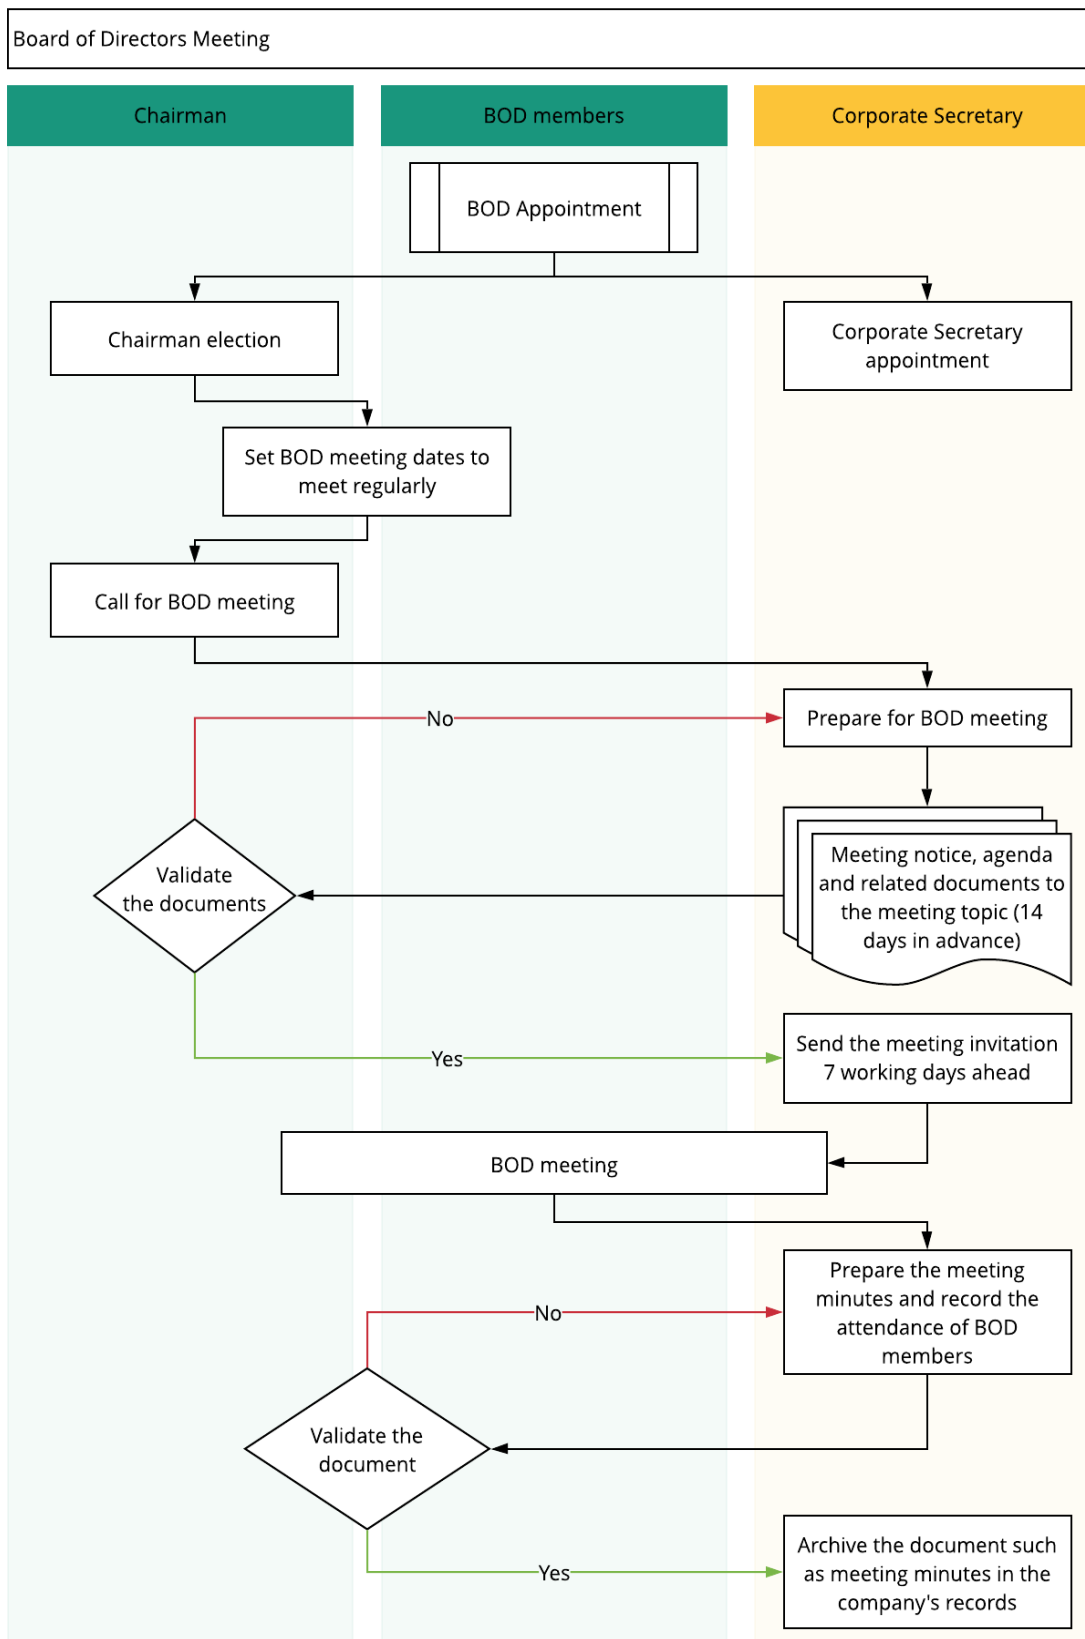 Board of Directors Meeting
Chairman
BOD members
Corporate Secretary
BOD Appointment
Chairman election
Corporate Secretary
appointment
Set BOD meeting dates to
meet regularly
Call for BOD meeting
Prepare for BOD meeting
No
Validate
the documents
Meeting notice, agenda
and related documents to
the meeting topic (14
days in advance)
Yes
Send the meeting invitation
7 working days ahead
BOD meeting
Prepare the meeting
minutes and record the
attendance of BOD
members
No
Validate the
document
Yes
Archive the document such
as meeting minutes in the
company's records